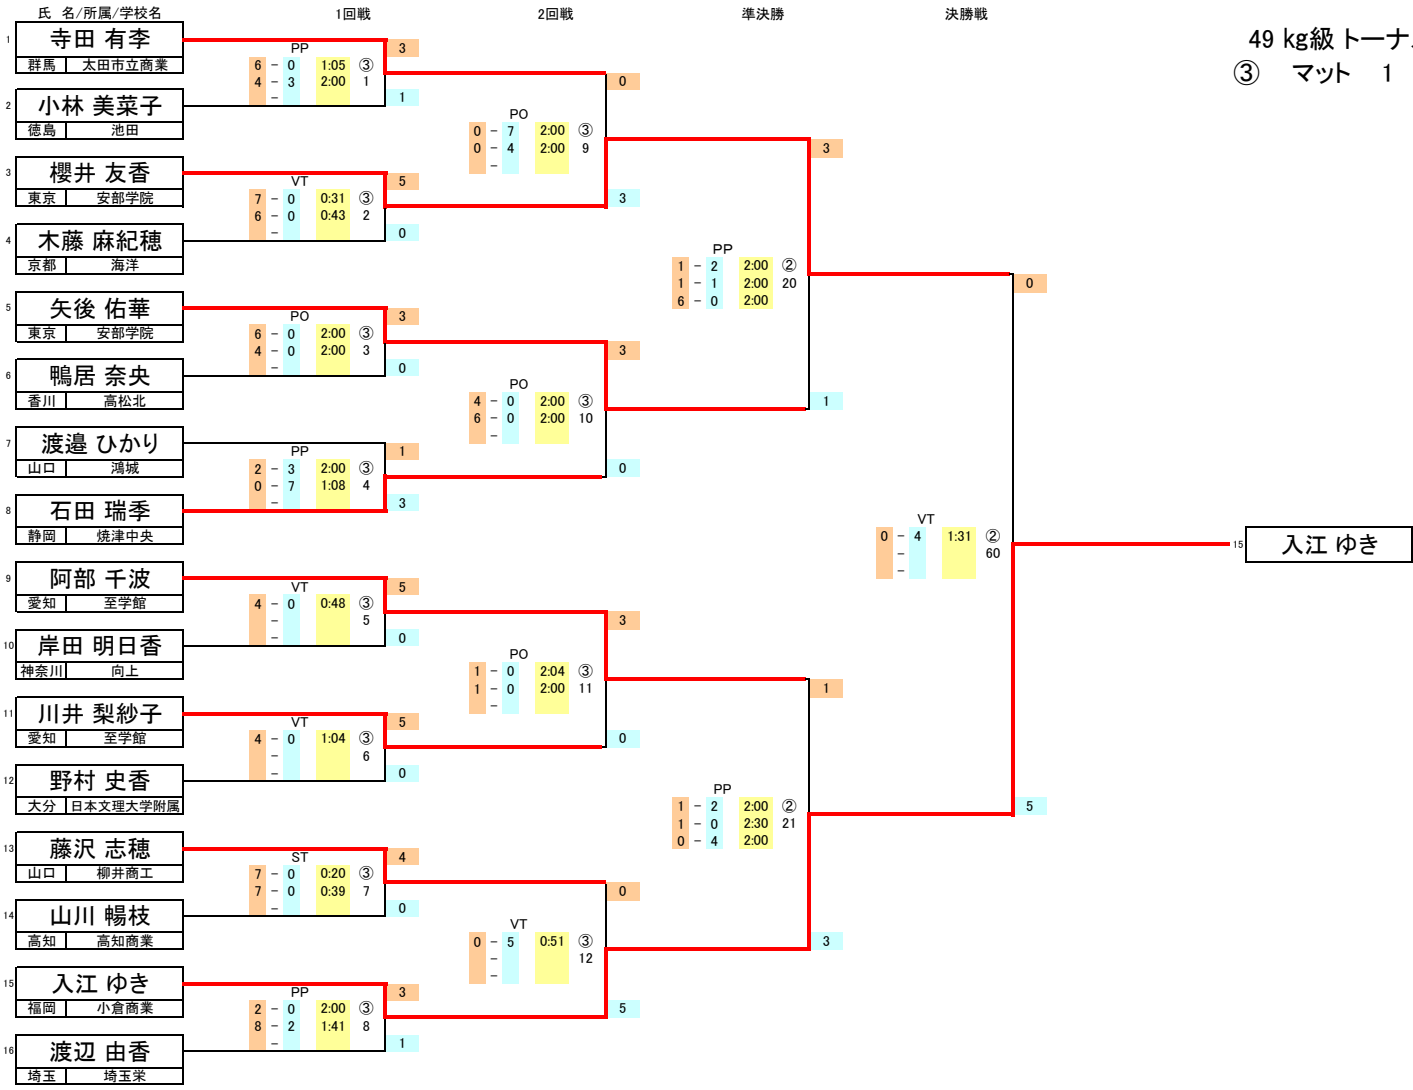 氏 名/所属/学校名 1回戦 2回戦 準決勝 決勝戦
49 kg級 トーナ
③ マット 1
1 寺田 有李
群馬 太田市立商業
PP
6 - 0 1:05 ③
4 - 3 2:00 1
-
3
1
2 小林 美菜子
徳島 池田
3 櫻井 友香
東京 安部学院
VT
7 - 0 0:31 ③
6 - 0 0:43 2
-
5
0
4 木藤 麻紀穂
京都 海洋
5 矢後 佑華
東京 安部学院
PO
6 - 0 2:00 ③
4 - 0 2:00 3
-
3
0
6 鴨居 奈央
香川 高松北
7 渡邉 ひかり
山口 鴻城
PP
2 - 3 2:00 ③
0 - 7 1:08 4
-
1
3
8 石田 瑞季
静岡 焼津中央
9 阿部 千波
愛知 至学館
VT
4 - 0 0:48 ③
- 5
-
5
0
10 岸田 明日香
神奈川 向上
11 川井 梨紗子
愛知 至学館
VT
4 - 0 1:04 ③
- 6
-
5
0
12 野村 史香
大分 日本文理大学附属
13 藤沢 志穂
山口 柳井商工
ST
7 - 0 0:20 ③
7 - 0 0:39 7
-
4
0
14 山川 暢枝
高知 高知商業
15 入江 ゆき
福岡 小倉商業
PP
2 - 0 2:00 ③
8 - 2 1:41 8
-
3
1
16 渡辺 由香
埼玉 埼玉栄
0
PO
0 - 7 2:00 ③
0 - 4 2:00 9
-
3
3
PO
4 - 0 2:00 ③
6 - 0 2:00 10
-
0
3
PO
1 - 0 2:04 ③
1 - 0 2:00 11
-
0
0
VT
0 - 5 0:51 ③
- 12
-
5
3
PP
1 - 2 2:00 ②
1 - 1 2:00 20
6 - 0 2:00
1
1
PP
1 - 2 2:00 ②
1 - 0 2:30 21
0 - 4 2:00
3
0
VT
0 - 4 1:31 ②
- 60
-
5
15 入江 ゆき